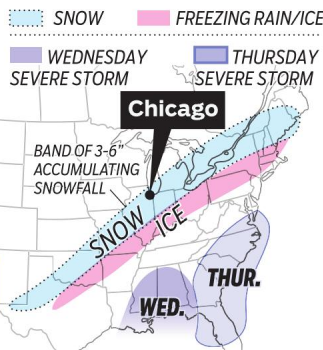 SNOW
FREEZING RAIN/ICE
WEDNESDAY
SEVERE STORM
THURSDAY
SEVERE STORM
Chicago
BAND OF 3-6"
ACCUMULATING
SNOWFALL
SNOW
ICE
THUR.
WED.